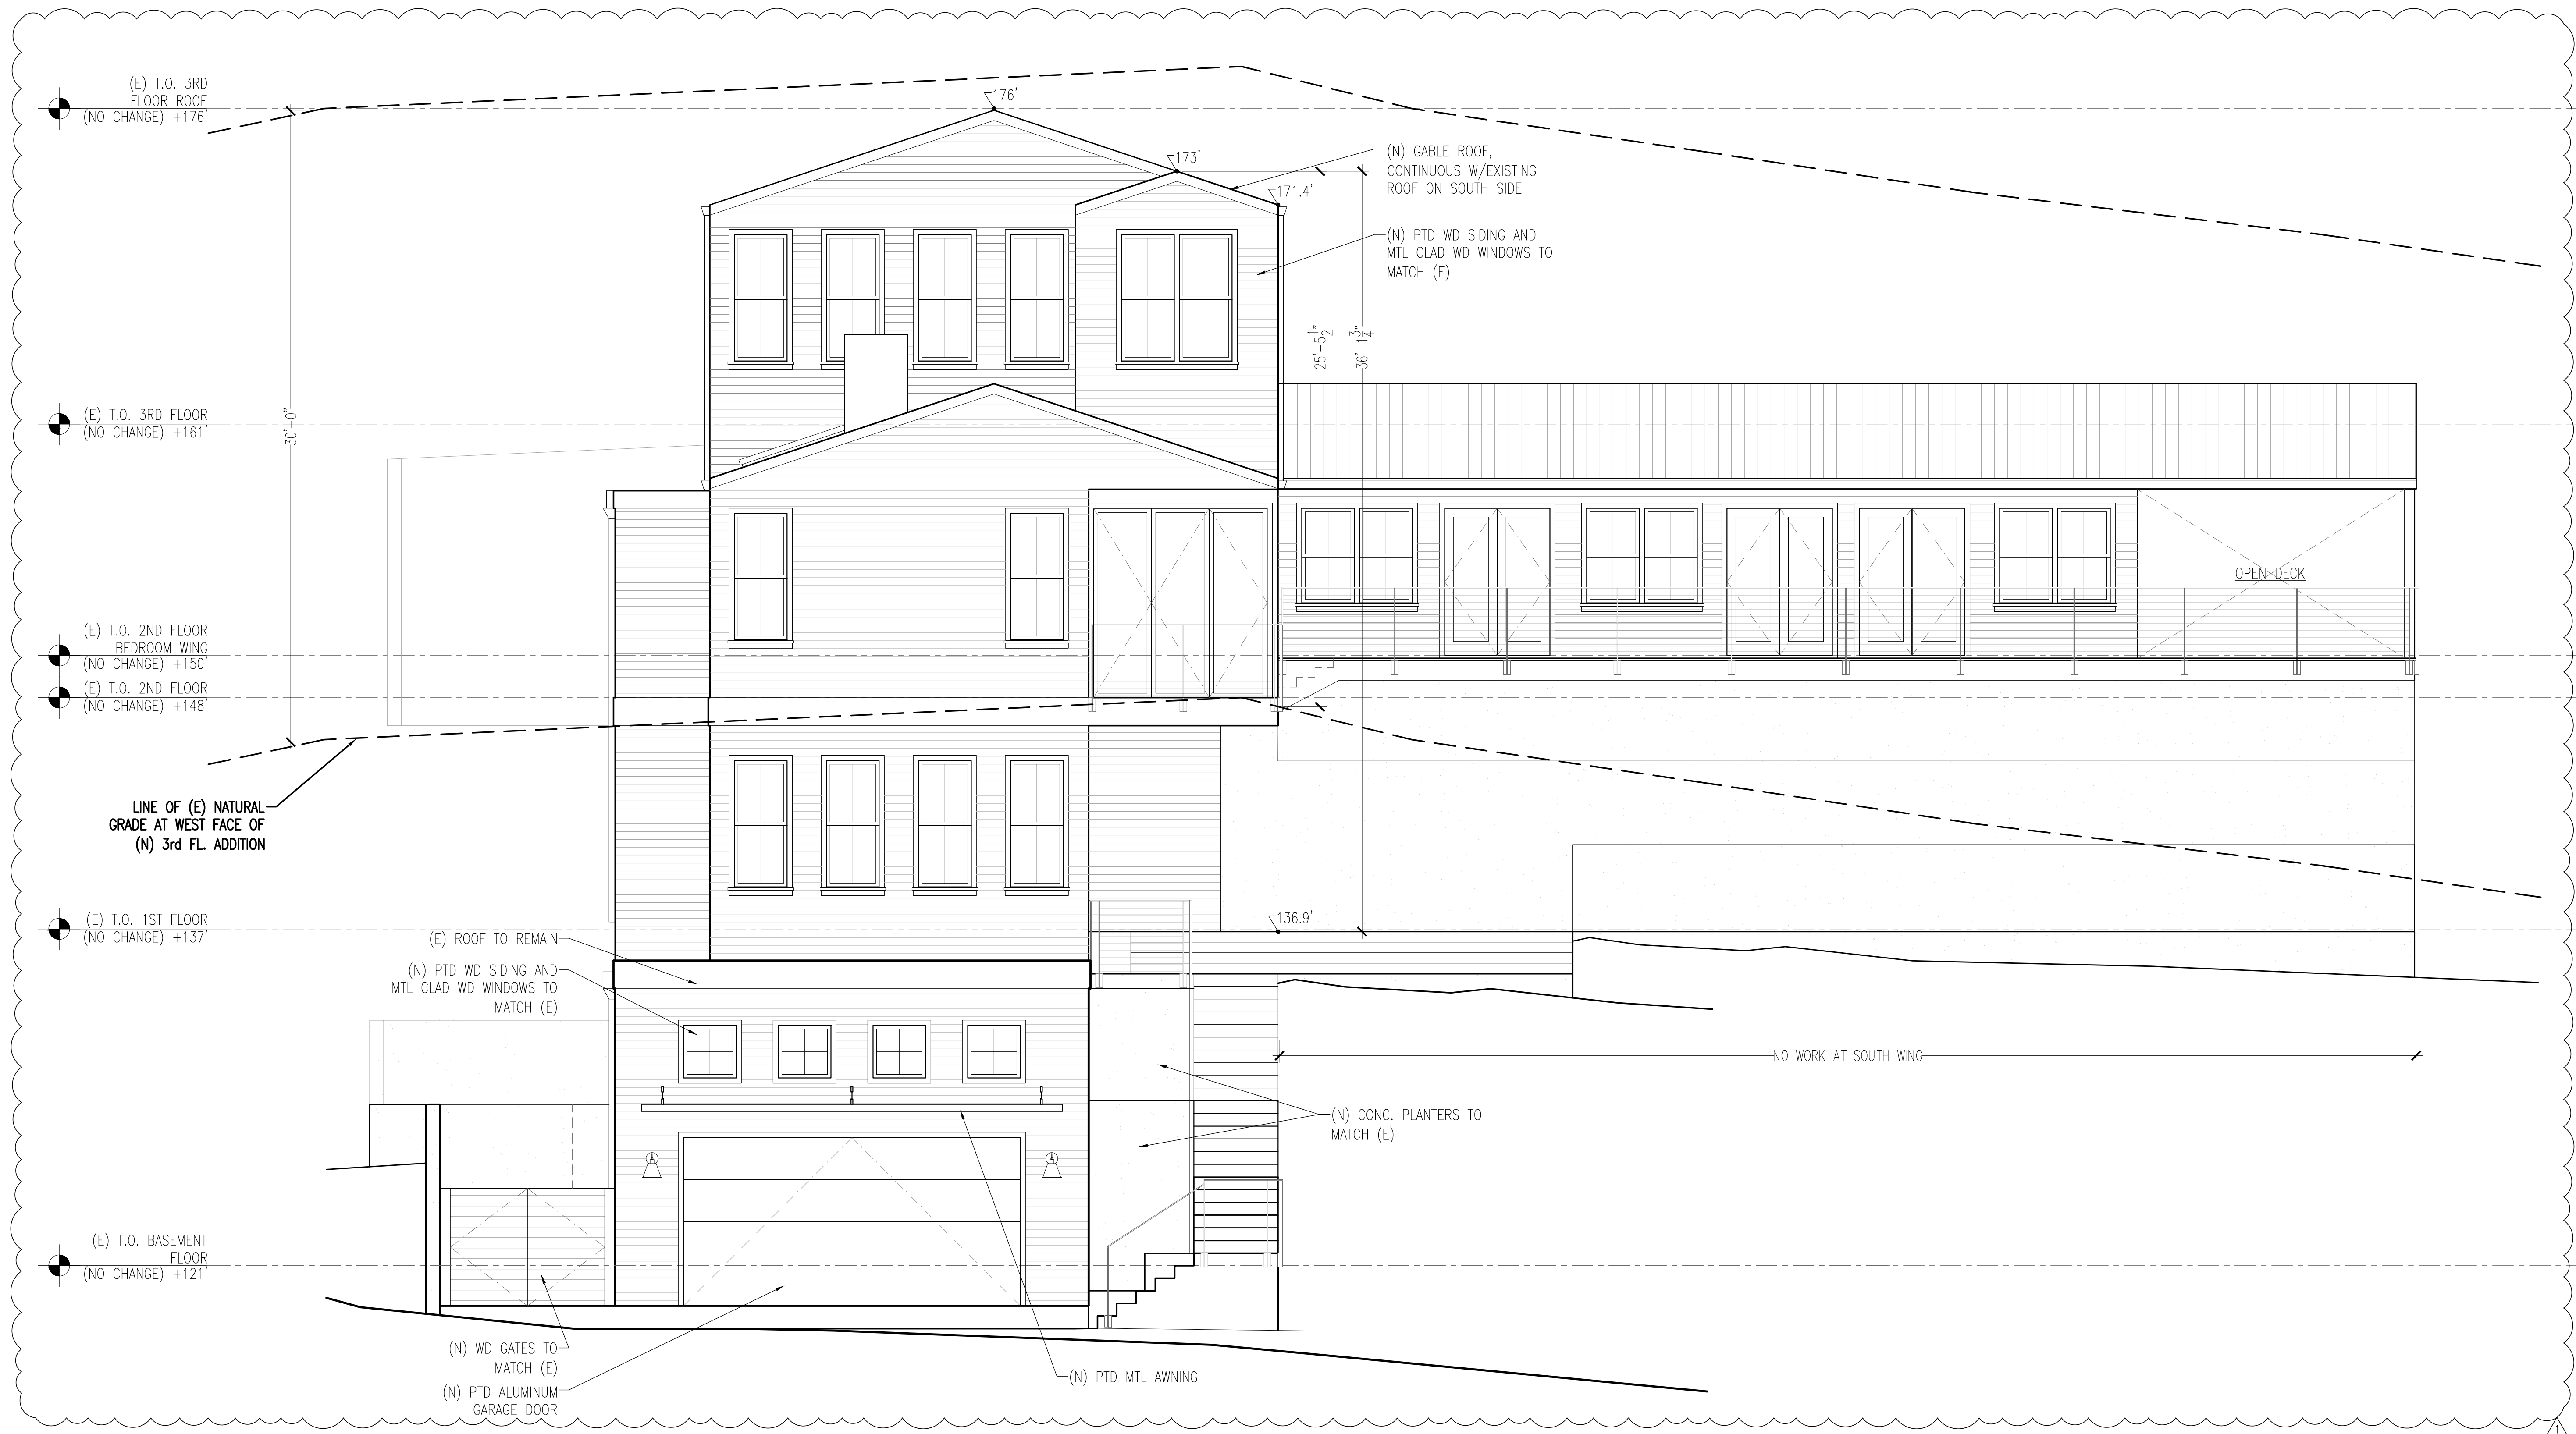 (E) T.O. 3RD
FLOOR ROOF
(NO CHANGE) +176'
176'
173'
171.4'
(N) GABLE ROOF,
CONTINUOUS W/EXISTING
ROOF ON SOUTH SIDE
(N) PTD WD SIDING AND
MTL CLAD WD WINDOWS TO
MATCH (E)
25'-5 1/2"
36'-1 3/4"
(E) T.O. 3RD FLOOR
(NO CHANGE) +161'
30'-0"
OPEN DECK
(E) T.O. 2ND FLOOR
BEDROOM WING
(NO CHANGE) +150'
(E) T.O. 2ND FLOOR
(NO CHANGE) +148'
LINE OF (E) NATURAL
GRADE AT WEST FACE OF
(N) 3rd FL. ADDITION
(E) T.O. 1ST FLOOR
(NO CHANGE) +137'
136.9'
(E) ROOF TO REMAIN
(N) PTD WD SIDING AND
MTL CLAD WD WINDOWS TO
MATCH (E)
NO WORK AT SOUTH WING
(N) CONC. PLANTERS TO
MATCH (E)
(E) T.O. BASEMENT
FLOOR
(NO CHANGE) +121'
(N) WD GATES TO
MATCH (E)
(N) PTD ALUMINUM
GARAGE DOOR
(N) PTD MTL AWNING
1